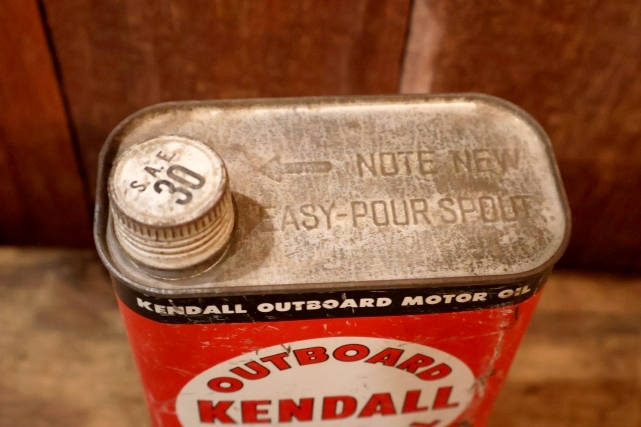 S.A.E
30
NOTE NEW
EASY-POUR SPOUT
KENDALL OUTBOARD MOTOR OIL
OUTBOARD
KENDALL